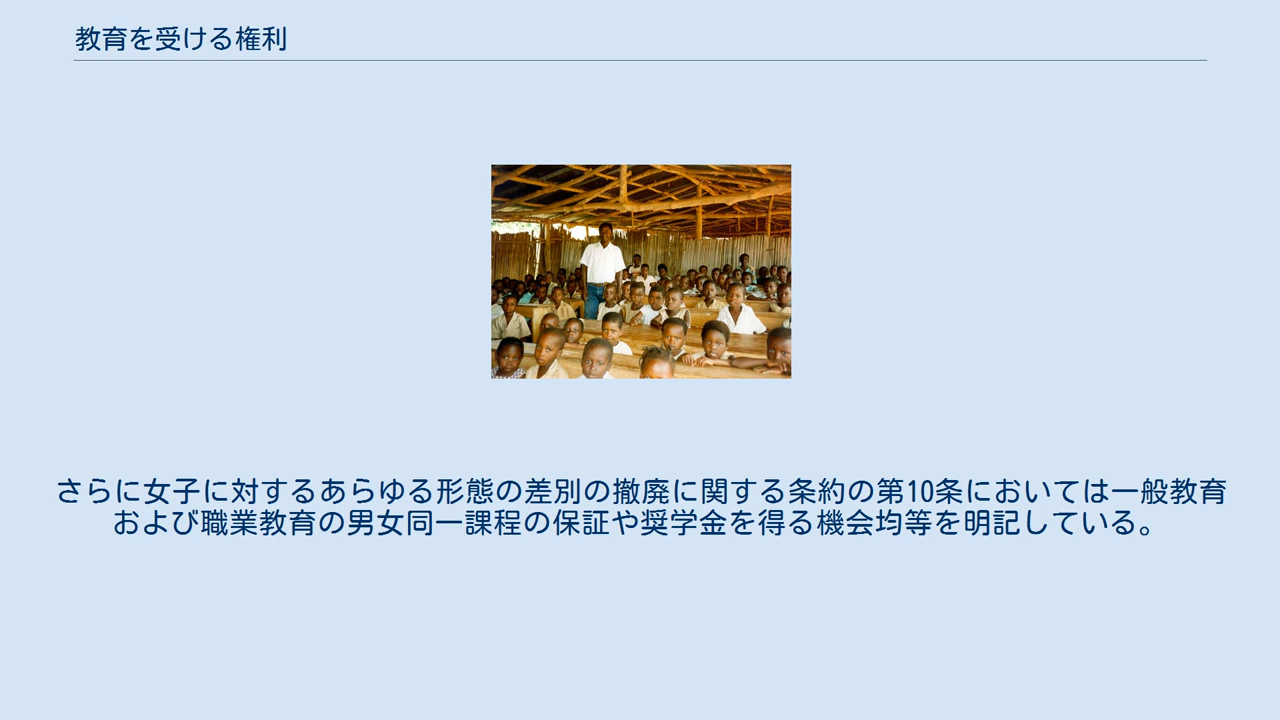 教育を受ける権利
さらに女子に対するあらゆる形態の差別の撤廃に関する条約の第10条においては一般教育
および職業教育の男女同一課程の保証や奨学金を得る機会均等を明記している。